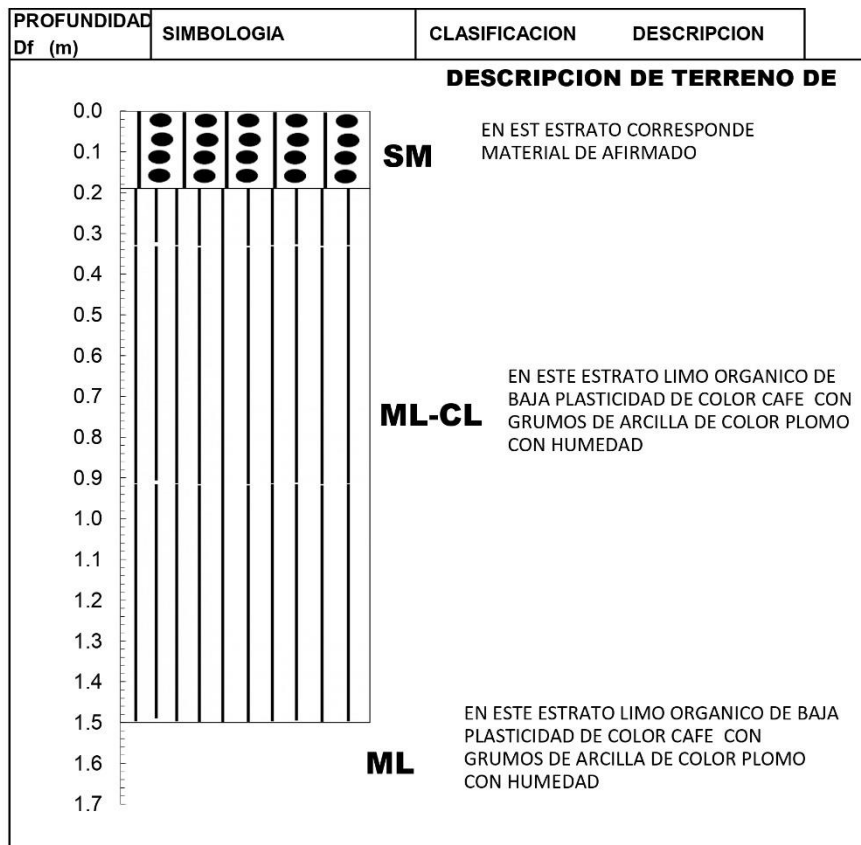 PROFUNDIDAD
Df (m)
SIMBOLOGIA
CLASIFICACION
DESCRIPCION
DESCRIPCION DE TERRENO DE
0.0
0.1
0.2
0.3
0.4
0.5
0.6
0.7
0.8
0.9
1.0
1.1
1.2
1.3
1.4
1.5
1.6
1.7
SM
EN EST ESTRATO CORRESPONDE
MATERIAL DE AFIRMADO
ML-CL
EN ESTE ESTRATO LIMO ORGANICO DE
BAJA PLASTICIDAD DE COLOR CAFE CON
GRUMOS DE ARCILLA DE COLOR PLOMO
CON HUMEDAD
ML
EN ESTE ESTRATO LIMO ORGANICO DE BAJA
PLASTICIDAD DE COLOR CAFE CON
GRUMOS DE ARCILLA DE COLOR PLOMO
CON HUMEDAD